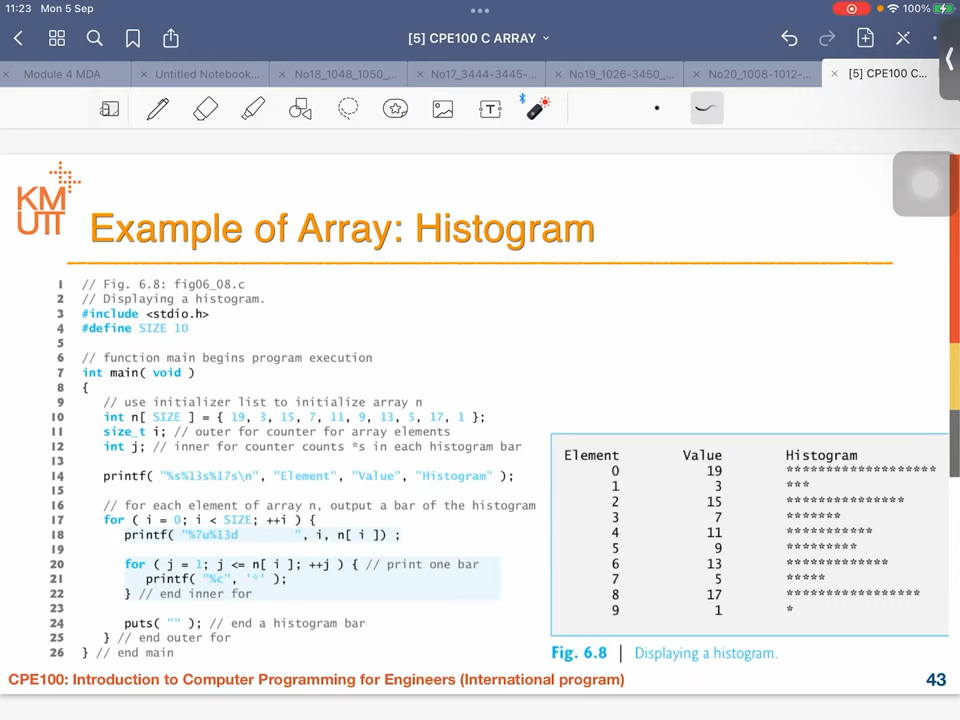 11:23 Mon 5 Sep
100%
[5] CPE100 C ARRAY
Module 4 MDA
Untitled Notebook...
No18_1048_1050_...
No17_3444-3445-...
No19_1026-3450_...
No20_1008-1012-...
[5] CPE100 C...
T
KM
UTT
Example of Array: Histogram
1 // Fig. 6.8: fig06_08.c
2 // Displaying a histogram.
3 #include <stdio.h>
4 #define SIZE 10
5
6 // function main begins program execution
7 int main( void )
8 {
9 // use initializer list to initialize array n
10 int n[ SIZE ] = { 19, 3, 15, 7, 11, 9, 13, 5, 17, 1 };
11 size_t i; // outer for counter for array elements
12 int j; // inner for counter counts *s in each histogram bar
13
14 printf( "%s%13s%17s\n", "Element", "Value", "Histogram" );
15
16 // for each element of array n, output a bar of the histogram
17 for ( i = 0; i < SIZE; ++i ) {
18 printf( "%7u%13d        ", i, n[ i ]) ;
19
20 for ( j = 1; j <= n[ i ]; ++j ) { // print one bar
21 printf( "%c", '*' );
22 } // end inner for
23
24 puts( "" ); // end a histogram bar
25 } // end outer for
26 } // end main
Element Value Histogram
0 19 *******************
1 3 ***
2 15 ***************
3 7 *******
4 11 ***********
5 9 *********
6 13 *************
7 5 *****
8 17 *****************
9 1 *
Fig. 6.8 | Displaying a histogram.
CPE100: Introduction to Computer Programming for Engineers (International program)
43